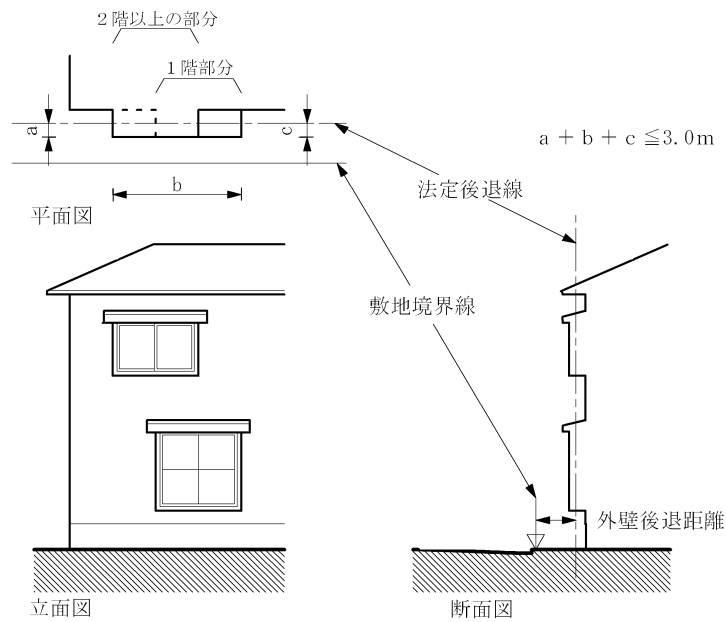 ２階以上の部分
１階部分
a
c
a＋b＋c≦3.0m
b
法定後退線
平面図
敷地境界線
外壁後退距離
立面図
断面図